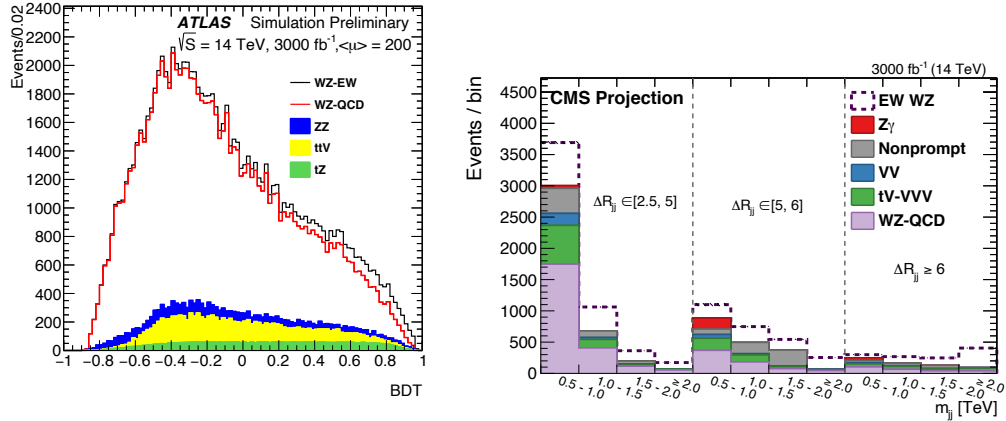 Events/0.02
2400
2200
2000
1800
1600
1400
1200
1000
800
600
400
200
0
ATLAS Simulation Preliminary
√S = 14 TeV, 3000 fb⁻¹,<μ> = 200
WZ-EW
WZ-QCD
ZZ
ttV
tZ
−1 −0.8 −0.6 −0.4 −0.2 0 0.2 0.4 0.6 0.8 1
BDT
3000 fb⁻¹ (14 TeV)
Events / bin
4500
4000
3500
3000
2500
2000
1500
1000
500
0
CMS Projection
EW WZ
Zγ
Nonprompt
VV
tV-VVV
WZ-QCD
ΔR_jj ∈[2.5, 5]
ΔR_jj ∈[5, 6]
ΔR_jj ≥ 6
0.5 - 1.0 1.0 - 1.5 1.5 - 2.0 ≥ 2.0 0.5 - 1.0 1.0 - 1.5 1.5 - 2.0 ≥ 2.0 0.5 - 1.0 1.0 - 1.5 1.5 - 2.0 ≥ 2.0
m_jj [TeV]